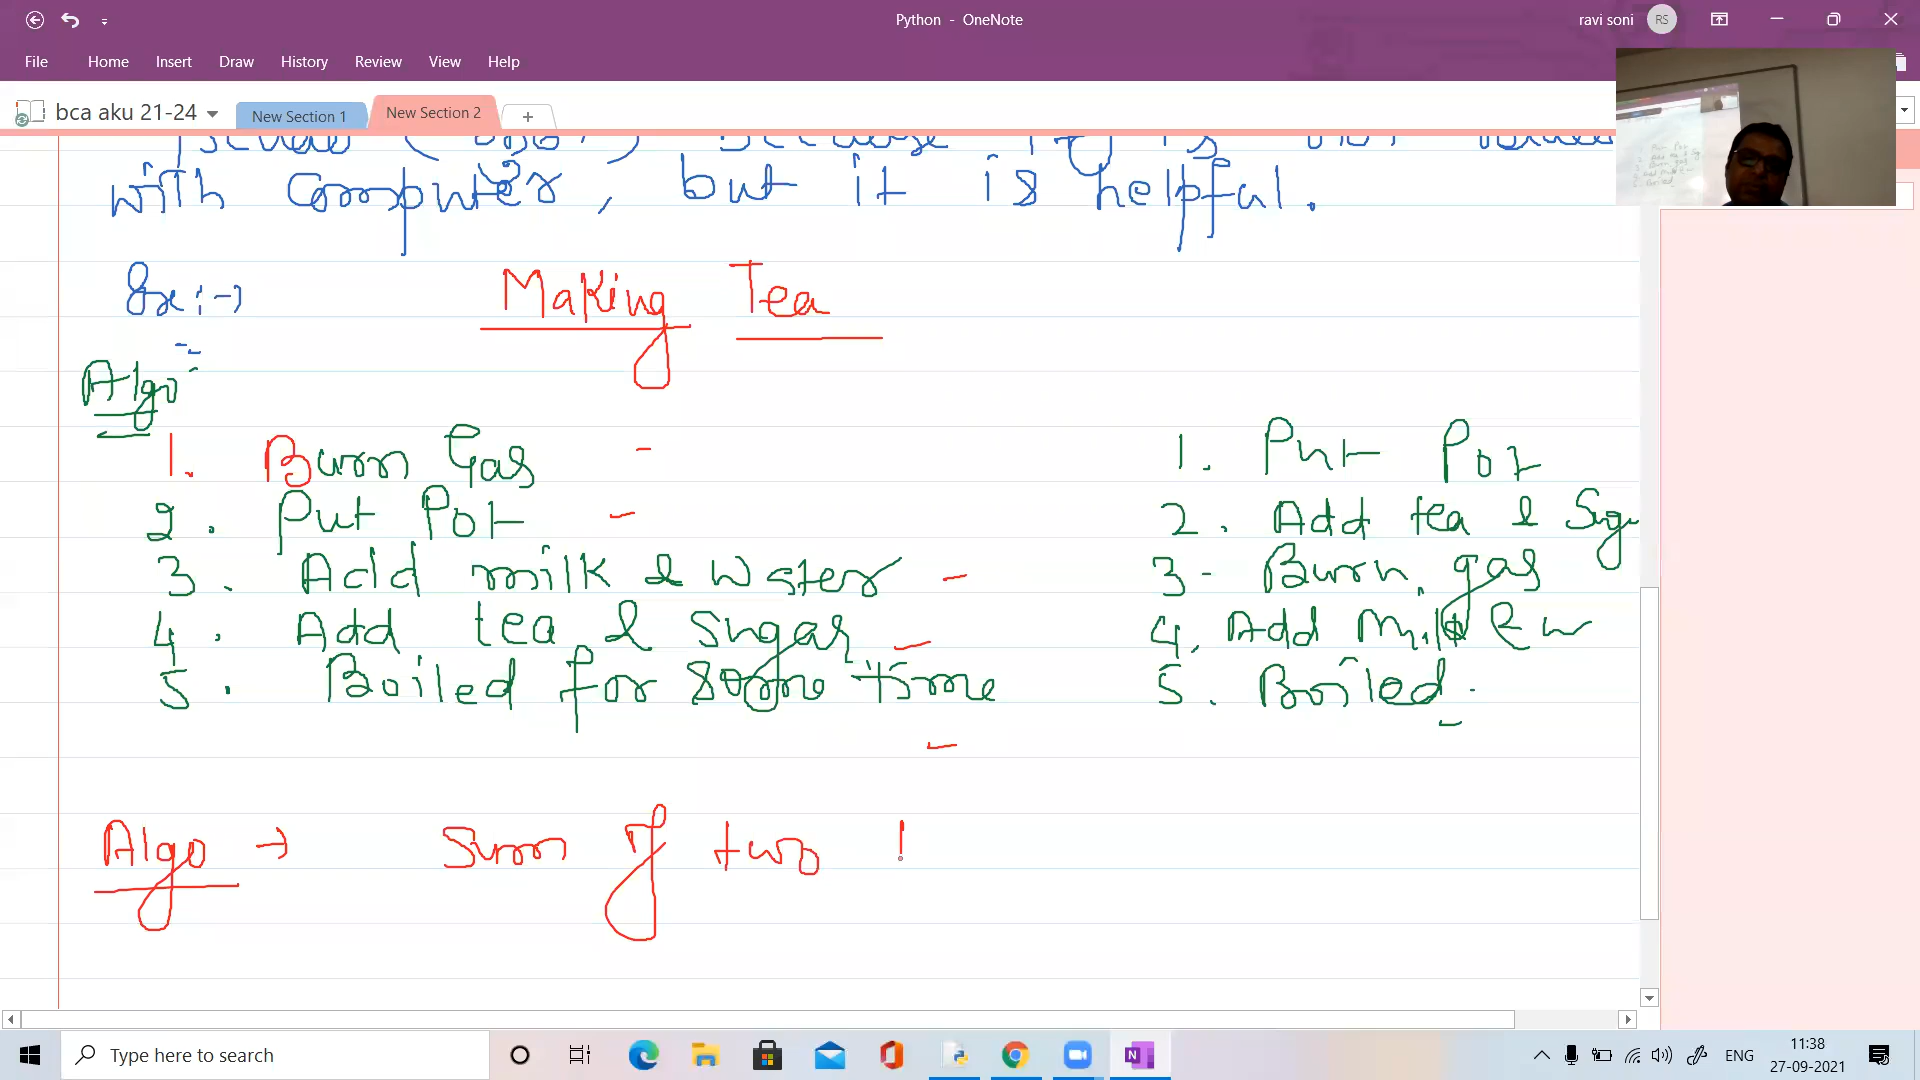 Python - OneNote
ravi soni RS
File Home Insert Draw History Review View Help
bcs aku 21-24 New Section 1 New Section 2 +
with Computer, but it is helpful.
Ex :→ Making Tea
Algo
1. Burn Gas
2. Put Pot
3. Add milk & Water
4. Add tea & Sugar
5. Boiled for some time
1. Put Pot
2. Add tea & Sug
3- Burn gas
4. Add Milk & w
5. Boiled.
Algo → Sum of two
Type here to search
ENG
11:38
27-09-2021